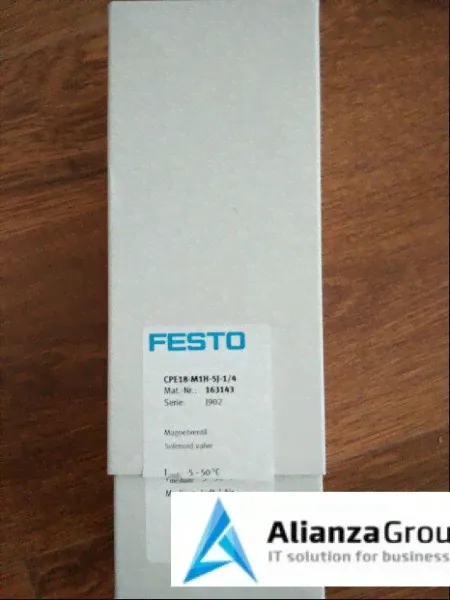 FESTO
CPE18-M1H-5J-1/4
Mat. Nr.: 163143
Serie: J902
Magnetventil
Solenoid valve
5 - 50 °C
AlianzaGrou
IT solution for business